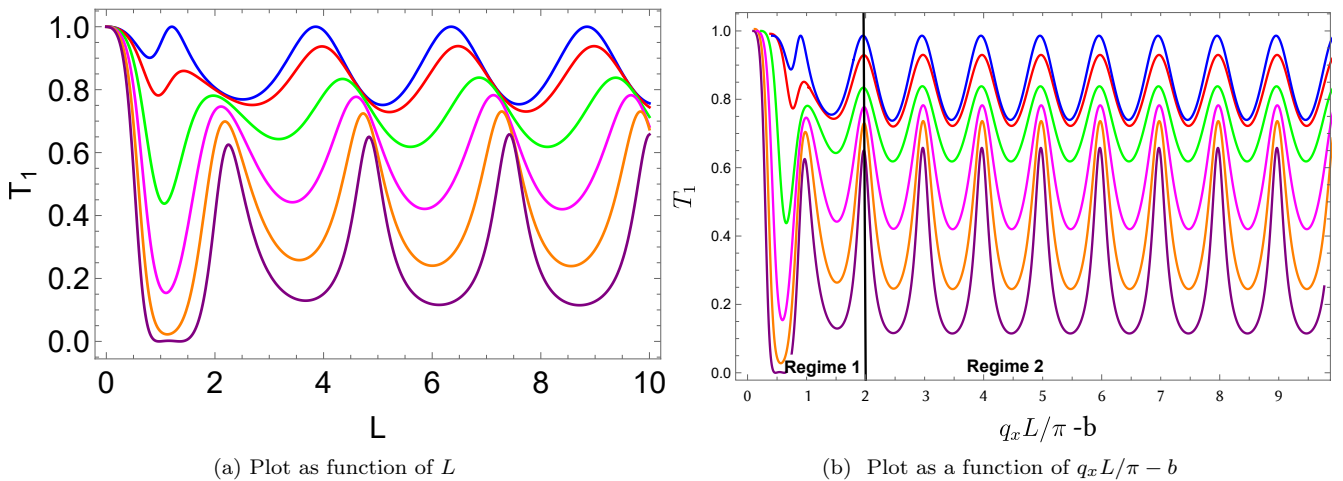 1.0
0.8
0.6
0.4
0.2
0.0
T₁
0 2 4 6 8 10
L
(a) Plot as function of L
1.0
0.8
0.6
0.4
0.2
0.0
T₁
Regime 1 Regime 2
0 1 2 3 4 5 6 7 8 9
qₓL/π -b
(b) Plot as a function of qₓL/π − b